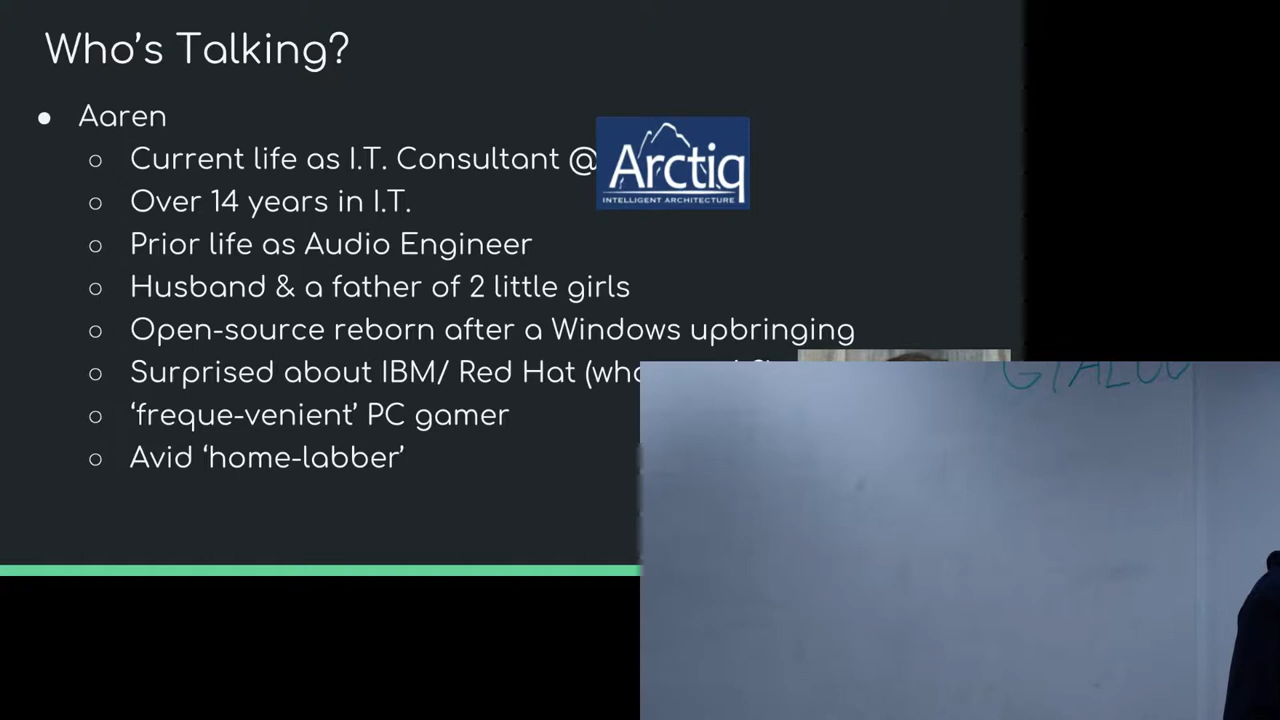 Who's Talking?
● Aaren
○ Current life as I.T. Consultant @
Arctiq
INTELLIGENT ARCHITECTURE
○ Over 14 years in I.T.
○ Prior life as Audio Engineer
○ Husband & a father of 2 little girls
○ Open-source reborn after a Windows upbringing
○ Surprised about IBM/ Red Hat
○ ‘freque-venient’ PC gamer
○ Avid ‘home-labber’